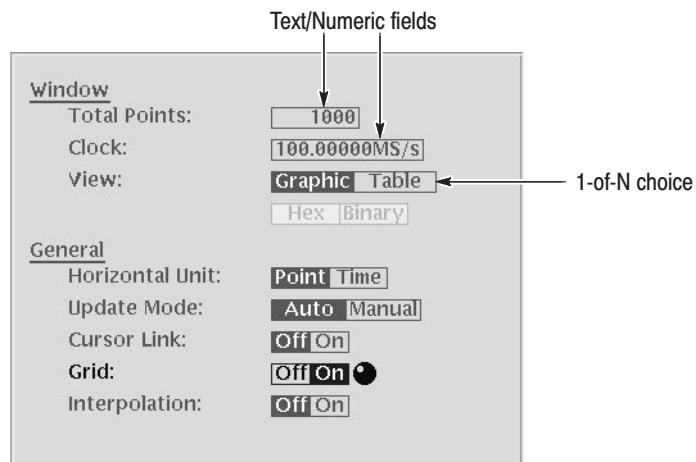 Text/Numeric fields
Window
Total Points: 1000
Clock: 100.00000MS/s
View: Graphic Table
1-of-N choice
Hex Binary
General
Horizontal Unit: Point Time
Update Mode: Auto Manual
Cursor Link: Off On
Grid: Off On
Interpolation: Off On